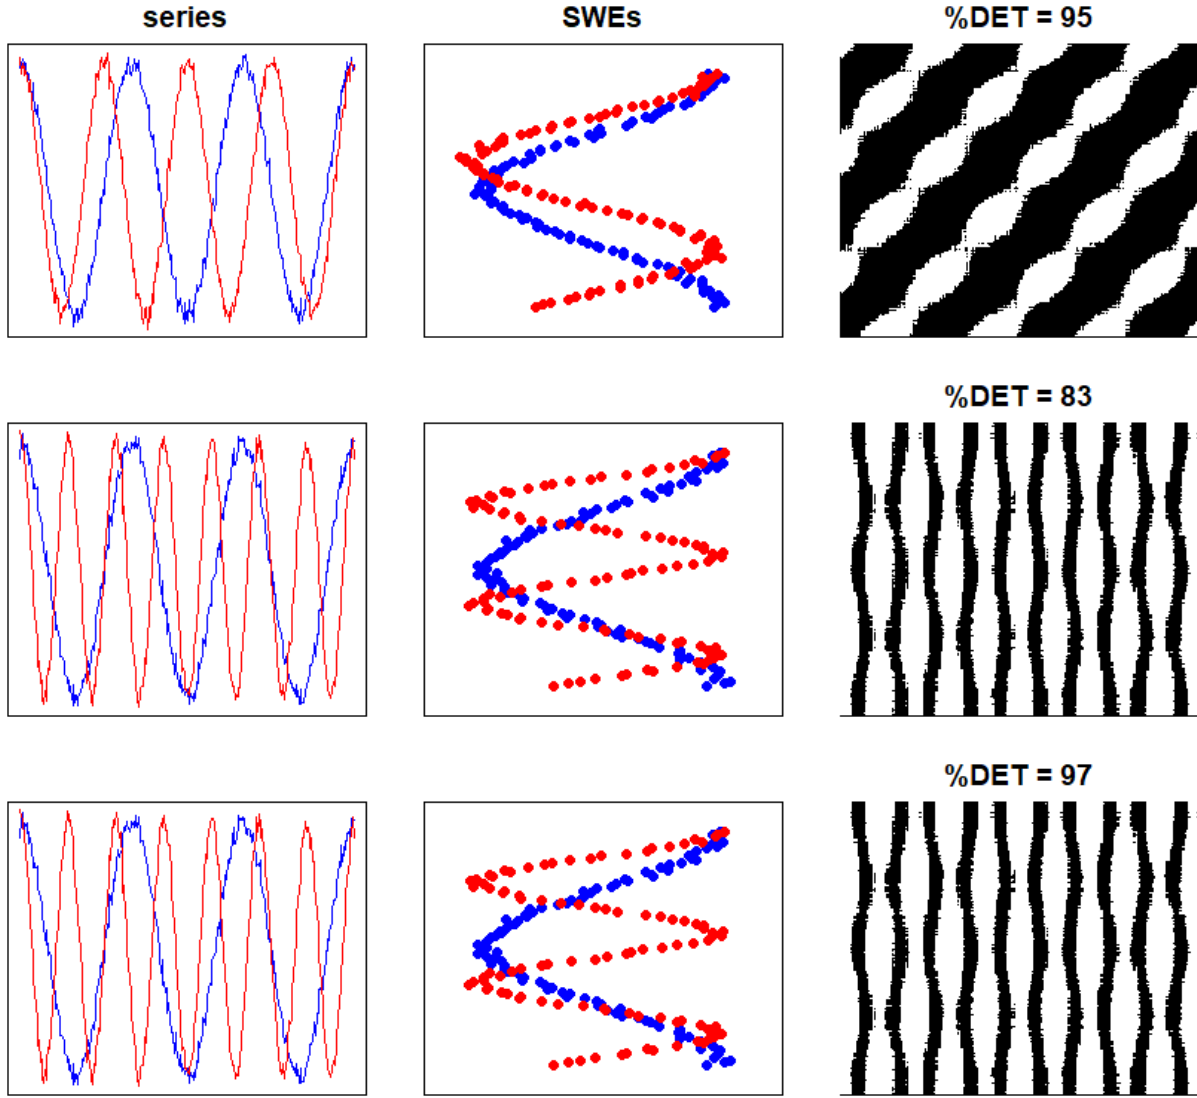 series
SWEs
%DET = 95
%DET = 83
%DET = 97